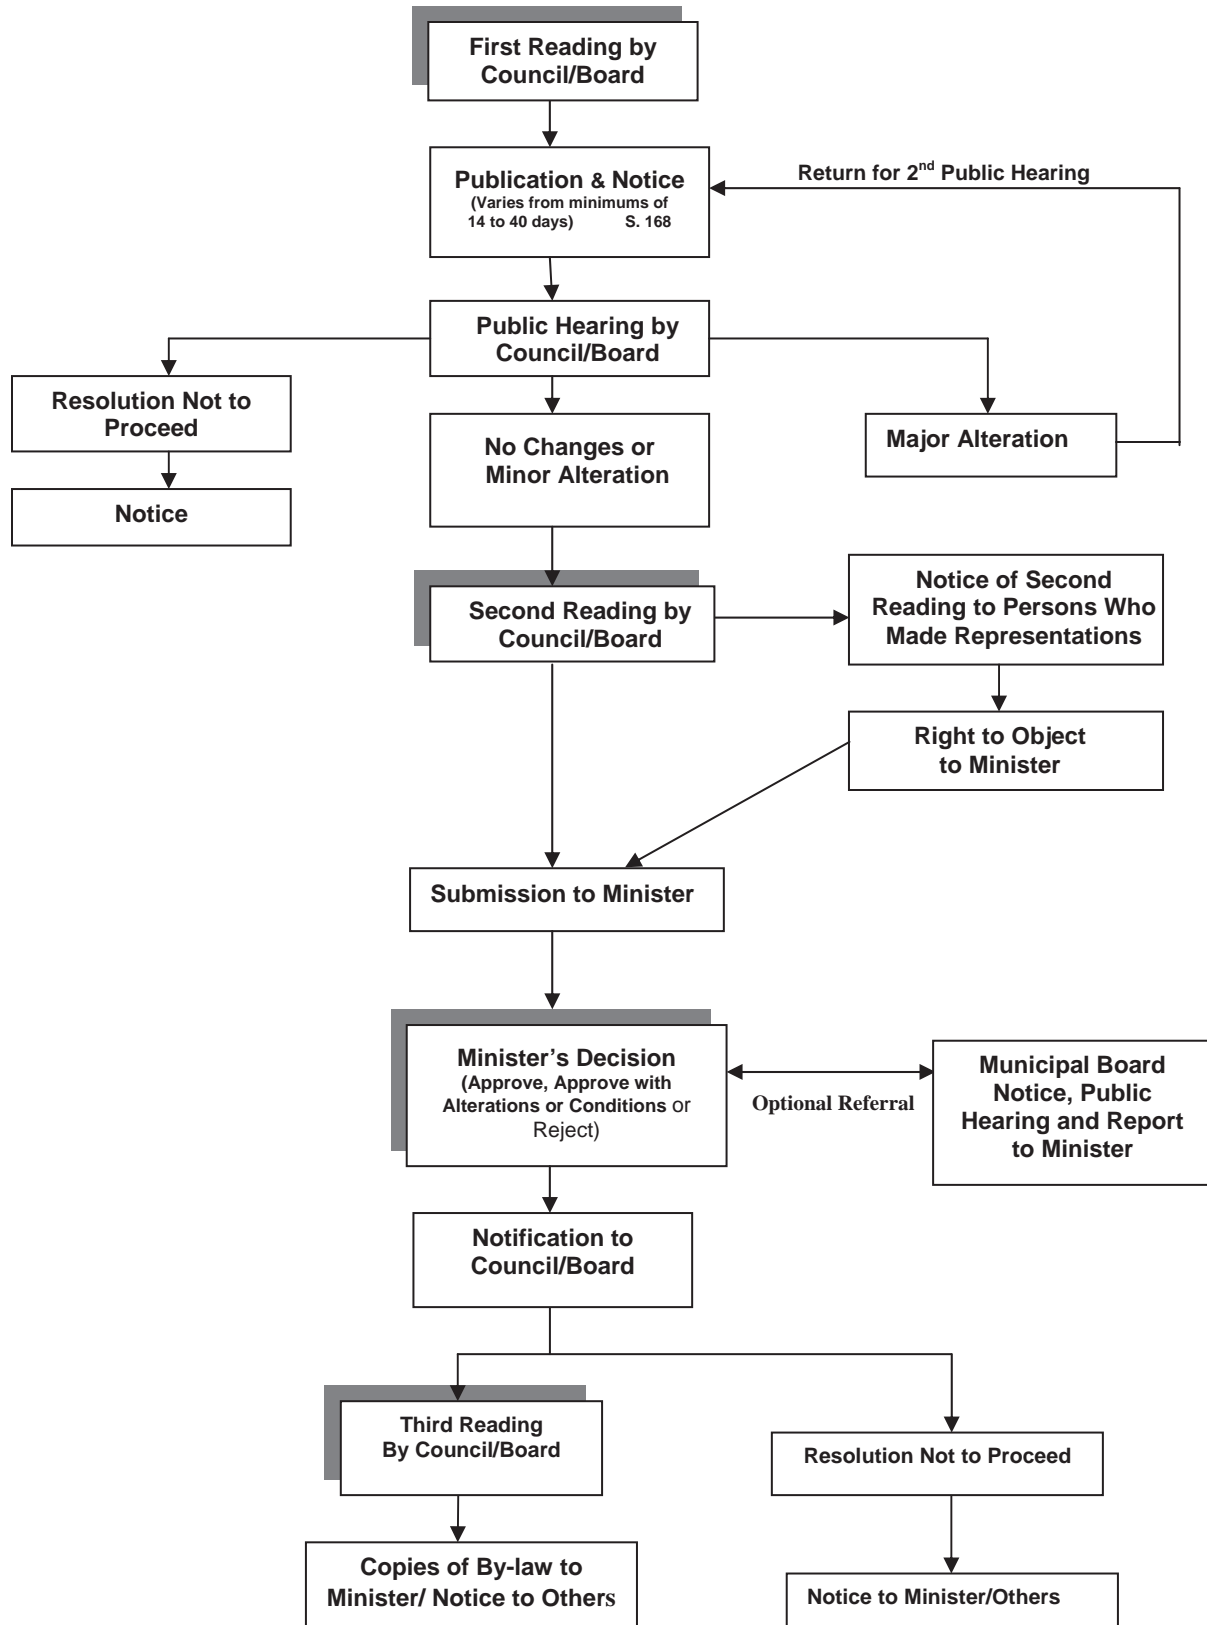 First Reading by
Council/Board
Publication & Notice
(Varies from minimums of
14 to 40 days) S. 168
Return for 2nd Public Hearing
Public Hearing by
Council/Board
Resolution Not to
Proceed
Notice
No Changes or
Minor Alteration
Major Alteration
Second Reading by
Council/Board
Notice of Second
Reading to Persons Who
Made Representations
Right to Object
to Minister
Submission to Minister
Minister’s Decision
(Approve, Approve with
Alterations or Conditions or
Reject)
Optional Referral
Municipal Board
Notice, Public
Hearing and Report
to Minister
Notification to
Council/Board
Third Reading
By Council/Board
Resolution Not to Proceed
Copies of By-law to
Minister/ Notice to Others
Notice to Minister/Others